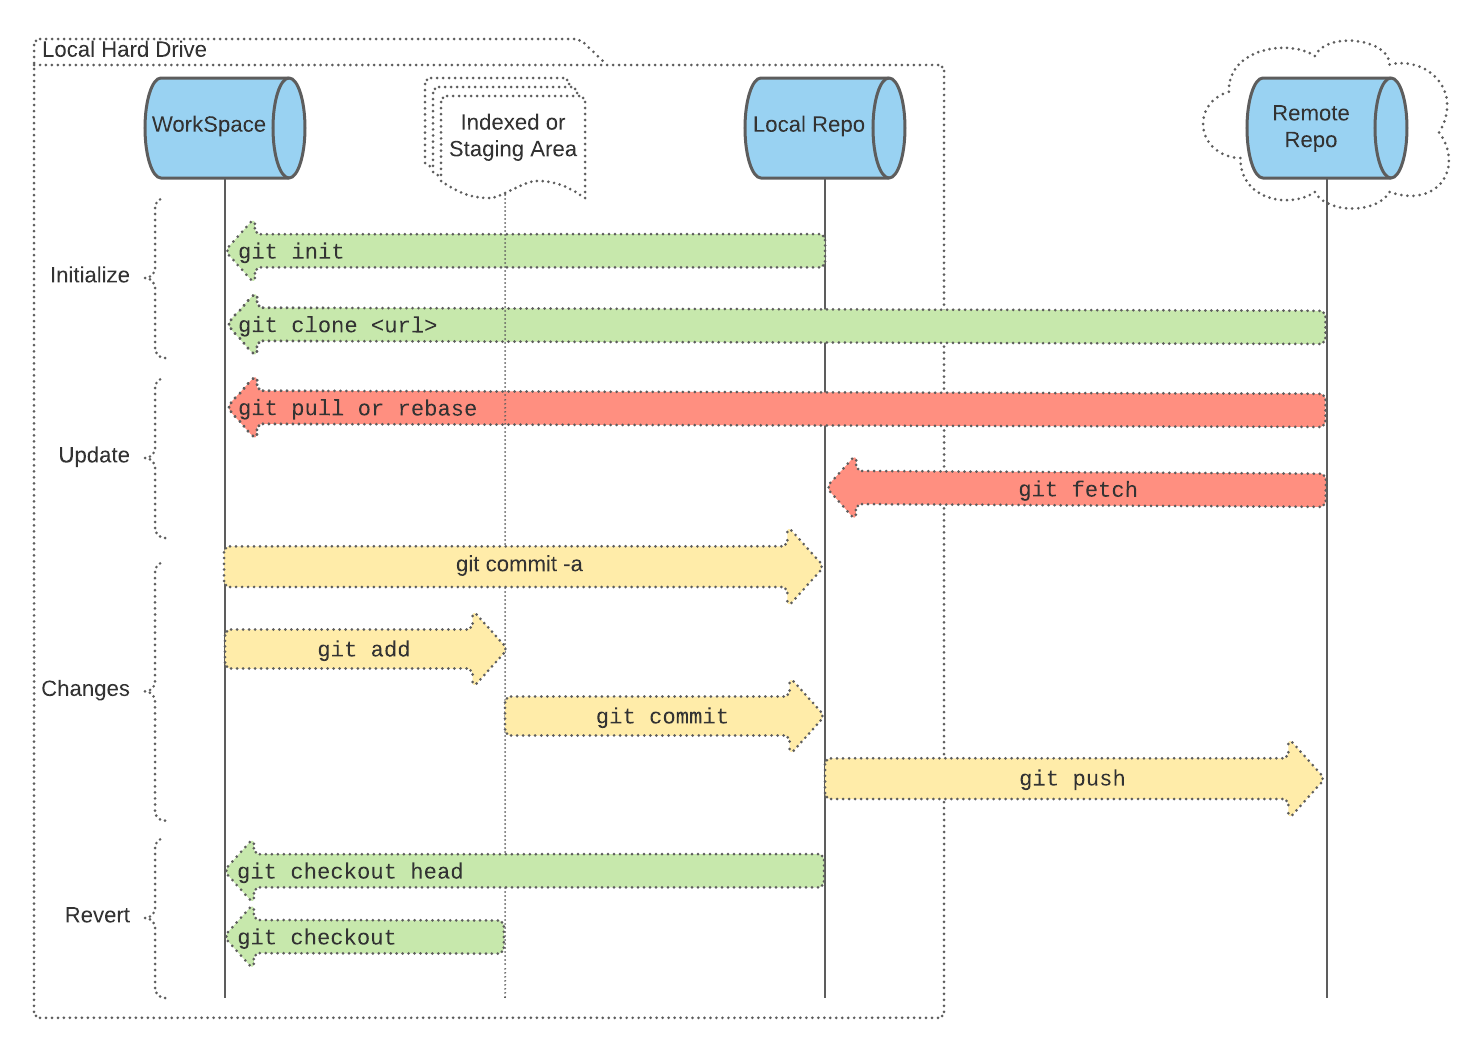 Local Hard Drive
WorkSpace
Indexed or
Staging Area
Local Repo
Remote
Repo
Initialize
git init
git clone <url>
Update
git pull or rebase
git fetch
Changes
git commit -a
git add
git commit
git push
Revert
git checkout head
git checkout